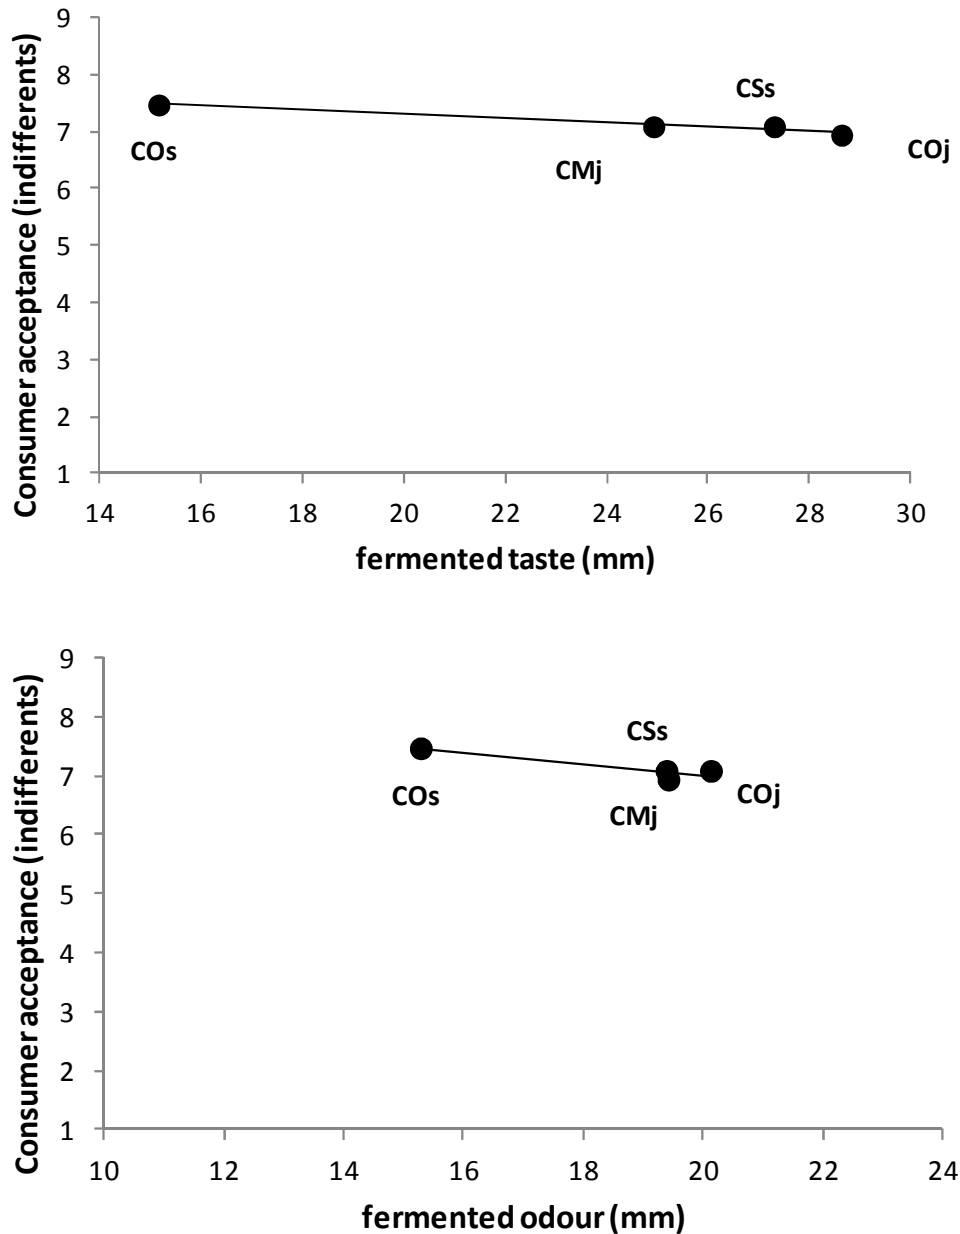 Consumer acceptance (indifferents)
9
8
7
6
5
4
3
2
1
COs
CMj
CSs
COj
14 16 18 20 22 24 26 28 30
fermented taste (mm)
Consumer acceptance (indifferents)
9
8
7
6
5
4
3
2
1
COs
CSs
CMj
COj
10 12 14 16 18 20 22 24
fermented odour (mm)